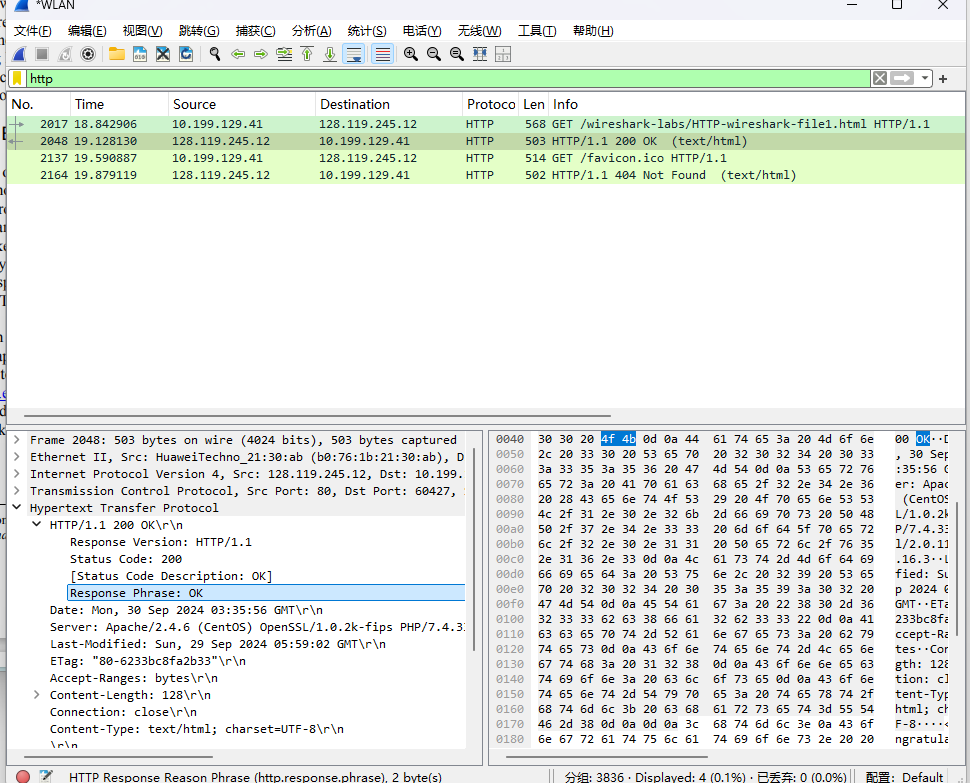 *WLAN
文件(F) 编辑(E) 视图(V) 跳转(G) 捕获(C) 分析(A) 统计(S) 电话(Y) 无线(W) 工具(T) 帮助(H)
http
No. Time Source Destination Protoco Len Info
2017 18.842906 10.199.129.41 128.119.245.12 HTTP 568 GET /wireshark-labs/HTTP-wireshark-file1.html HTTP/1.1
2048 19.128130 128.119.245.12 10.199.129.41 HTTP 503 HTTP/1.1 200 OK (text/html)
2137 19.590887 10.199.129.41 128.119.245.12 HTTP 514 GET /favicon.ico HTTP/1.1
2164 19.879119 128.119.245.12 10.199.129.41 HTTP 502 HTTP/1.1 404 Not Found (text/html)
Frame 2048: 503 bytes on wire (4024 bits), 503 bytes captured
Ethernet II, Src: HuaweiTechno_21:30:ab (b0:76:1b:21:30:ab), D
Internet Protocol Version 4, Src: 128.119.245.12, Dst: 10.199.
Transmission Control Protocol, Src Port: 80, Dst Port: 60427,
Hypertext Transfer Protocol
HTTP/1.1 200 OK\r\n
Response Version: HTTP/1.1
Status Code: 200
[Status Code Description: OK]
Response Phrase: OK
Date: Mon, 30 Sep 2024 03:35:56 GMT\r\n
Server: Apache/2.4.6 (CentOS) OpenSSL/1.0.2k-fips PHP/7.4.33
Last-Modified: Sun, 29 Sep 2024 05:59:02 GMT\r\n
ETag: "80-6233bc8fa2b33"\r\n
Accept-Ranges: bytes\r\n
Content-Length: 128\r\n
Connection: close\r\n
Content-Type: text/html; charset=UTF-8\r\n
\r\n
0040 30 30 20 4f 4b 0d 0a 44 61 74 65 3a 20 4d 6f 6e 00 OK··D
0050 2c 20 33 30 20 53 65 70 20 32 30 32 34 20 30 33 , 30 Sep
0060 3a 33 35 3a 35 36 20 47 4d 54 0d 0a 53 65 72 76 :35:56 G
0070 65 72 3a 20 41 70 61 63 68 65 2f 32 2e 34 2e 36 er: Apac
0080 20 28 43 65 6e 74 4f 53 29 20 4f 70 65 6e 53 53 (CentOS
0090 4c 2f 31 2e 30 2e 32 6b 2d 66 69 70 73 20 50 48 L/1.0.2k
00a0 50 2f 37 2e 34 2e 33 33 20 6d 6f 64 5f 70 65 72 P/7.4.33
00b0 6c 2f 32 2e 30 2e 31 31 20 50 65 72 6c 2f 76 35 l/2.0.11
00c0 2e 31 36 2e 33 0d 0a 4c 61 73 74 2d 4d 6f 64 69 .16.3··L
00d0 66 69 65 64 3a 20 53 75 6e 2c 20 32 39 20 53 65 fied: Su
00e0 70 20 32 30 32 34 20 30 35 3a 35 39 3a 30 32 20 p 2024 0
00f0 47 4d 54 0d 0a 45 54 61 67 3a 20 22 38 30 2d 36 GMT··ETa
0100 32 33 33 62 63 38 66 61 32 62 33 33 22 0d 0a 41 233bc8fa
0110 63 63 65 70 74 2d 52 61 6e 67 65 73 3a 20 62 79 ccept-Ra
0120 74 65 73 0d 0a 43 6f 6e 74 65 6e 74 2d 4c 65 6e tes··Con
0130 67 74 68 3a 20 31 32 38 0d 0a 43 6f 6e 6e 65 63 gth: 128
0140 74 69 6f 6e 3a 20 63 6c 6f 73 65 0d 0a 43 6f 6e tion: cl
0150 74 65 6e 74 2d 54 79 70 65 3a 20 74 65 78 74 2f tent-Typ
0160 68 74 6d 6c 3b 20 63 68 61 72 73 65 74 3d 55 54 html; ch
0170 46 2d 38 0d 0a 0d 0a 3c 68 74 6d 6c 3e 0a 43 6f F-8····<
0180 6e 67 72 61 74 75 6c 61 74 69 6f 6e 73 2e 20 20 ngratula
HTTP Response Reason Phrase (http.response.phrase), 2 byte(s) 分组: 3836 · Displayed: 4 (0.1%) · 已丢弃: 0 (0.0%) 配置: Default